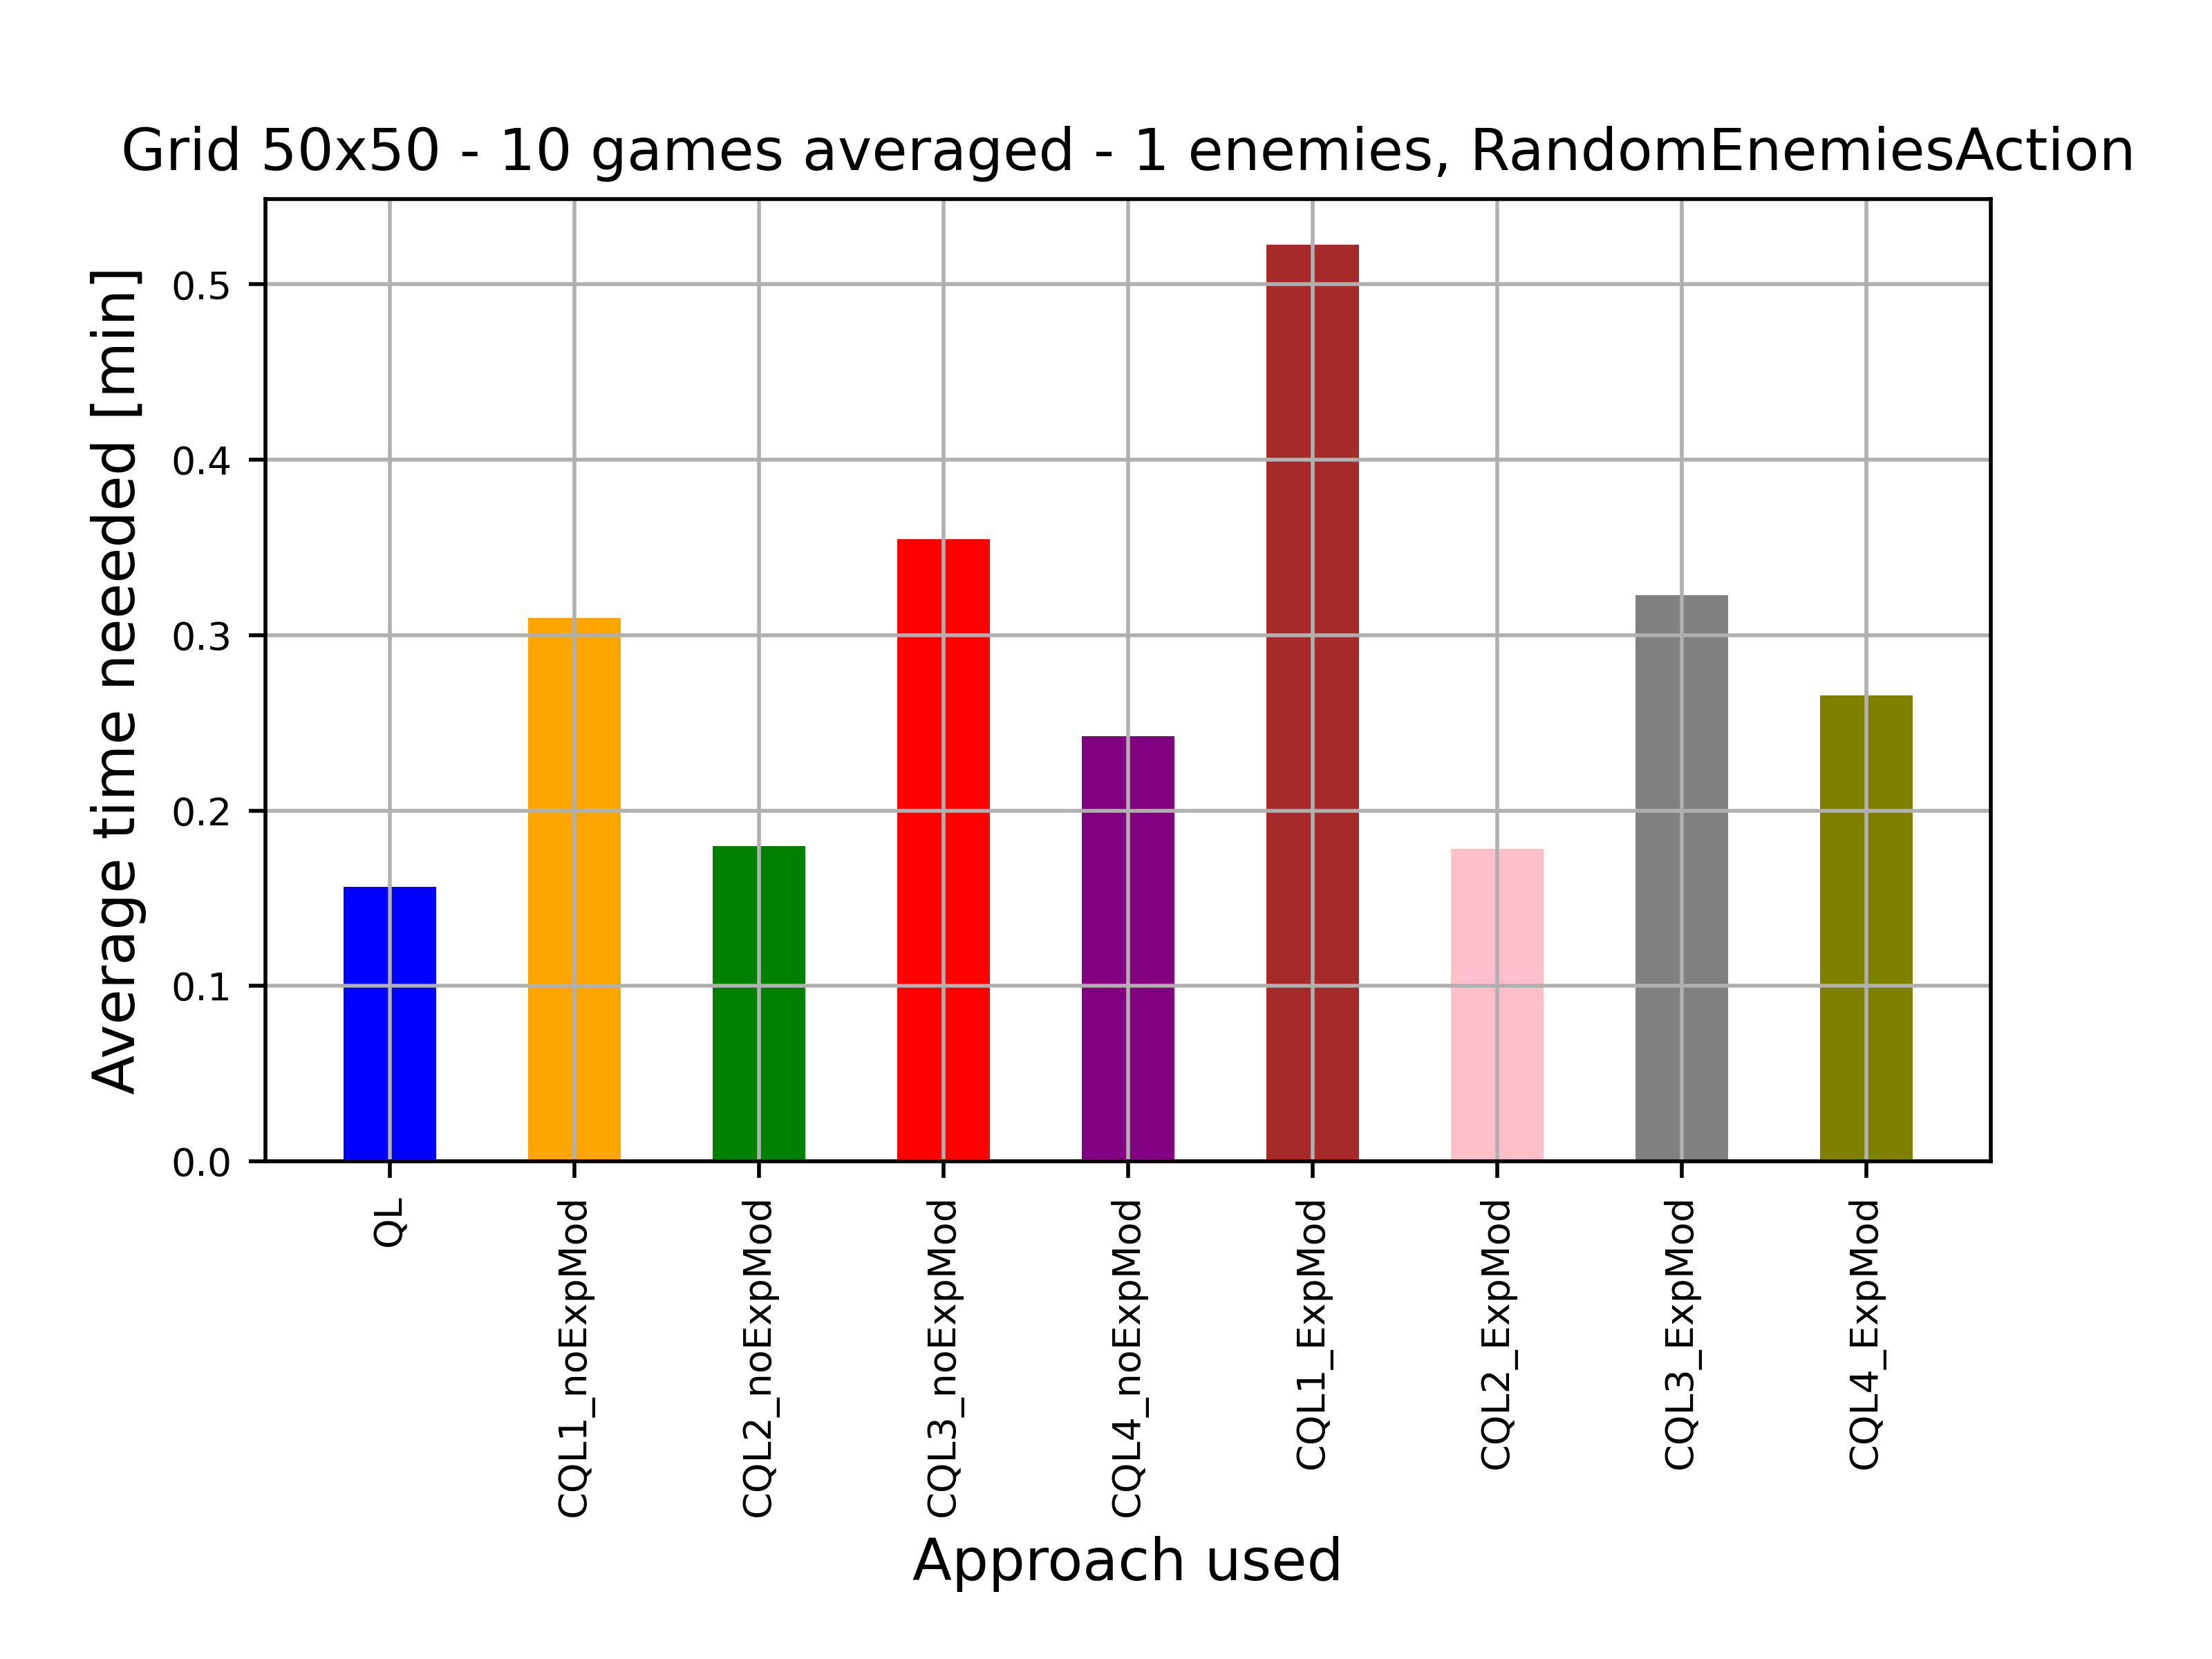 Grid 50x50 - 10 games averaged - 1 enemies, RandomEnemiesAction
Average time needed [min]
0.5
0.4
0.3
0.2
0.1
0.0
QL
CQL1_noExpMod
CQL2_noExpMod
CQL3_noExpMod
CQL4_noExpMod
CQL1_ExpMod
CQL2_ExpMod
CQL3_ExpMod
CQL4_ExpMod
Approach used